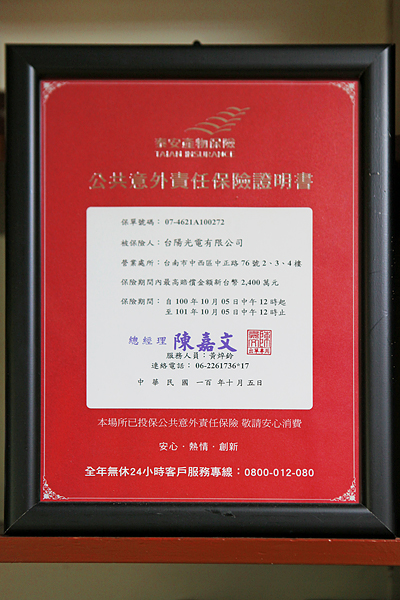 泰安產物保險
TAIAN INSURANCE
公共意外責任保險證明書
保單號碼：07-4621A100272
被保險人：台陽光電有限公司
營業處所：台南市中西區中正路76號2、3、4樓
保險期間內最高賠償金額新台幣2,400萬元
保險期間：自100年10月05日中午12時起
至101年10月05日中午12時止
總經理 陳嘉文
服務人員：黃焠鈴
連絡電話：06-2261736*17
中華民國一百年十月五日
本場所已投保公共意外責任保險 敬請安心消費
安心·熱情·創新
全年無休24小時客戶服務專線：0800-012-080